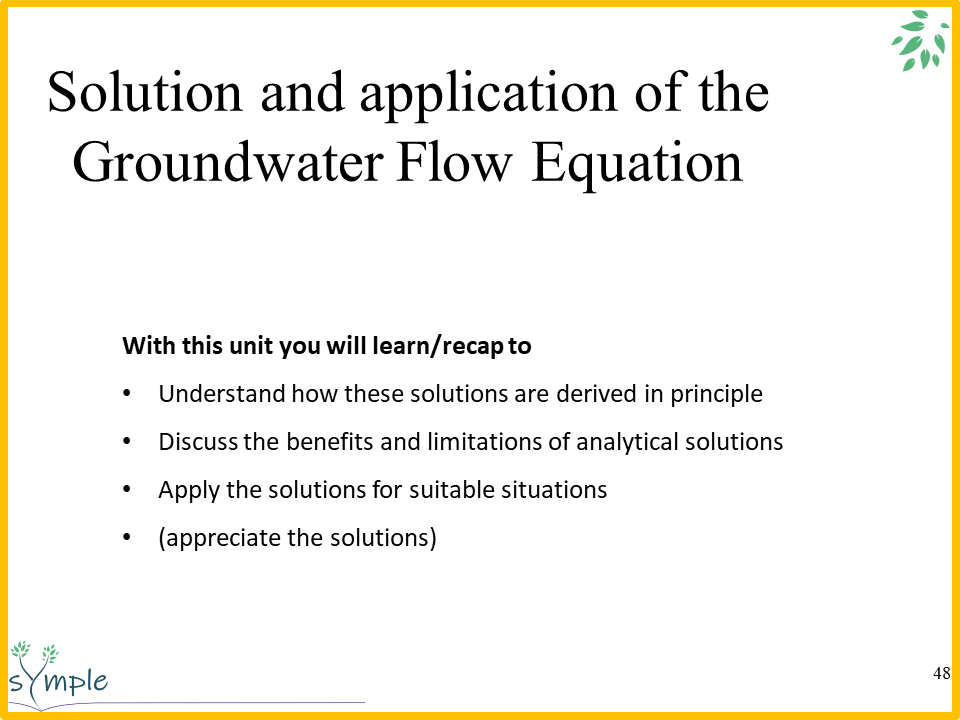 Solution and application of the
Groundwater Flow Equation
With this unit you will learn/recap to
• Understand how these solutions are derived in principle
• Discuss the benefits and limitations of analytical solutions
• Apply the solutions for suitable situations
• (appreciate the solutions)
sYmple
48